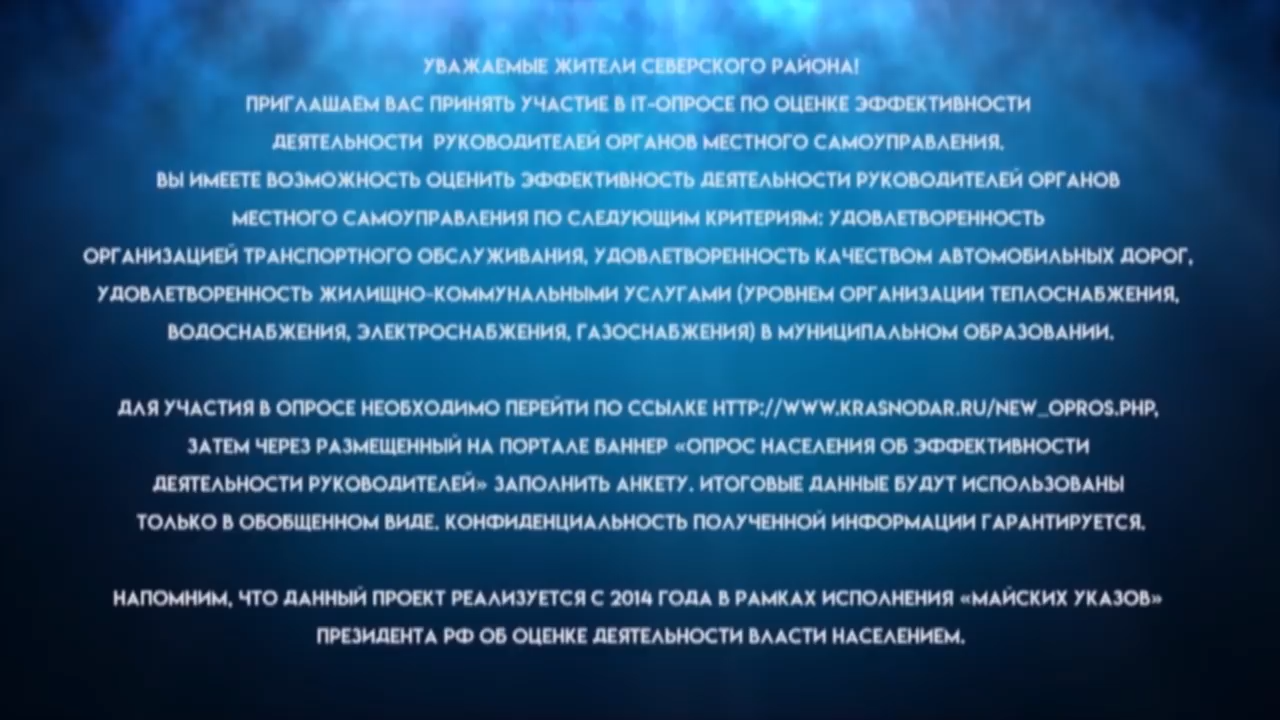 УВАЖАЕМЫЕ ЖИТЕЛИ СЕВЕРСКОГО РАЙОНА!
ПРИГЛАШАЕМ ВАС ПРИНЯТЬ УЧАСТИЕ В IT-ОПРОСЕ ПО ОЦЕНКЕ ЭФФЕКТИВНОСТИ
ДЕЯТЕЛЬНОСТИ РУКОВОДИТЕЛЕЙ ОРГАНОВ МЕСТНОГО САМОУПРАВЛЕНИЯ.
ВЫ ИМЕЕТЕ ВОЗМОЖНОСТЬ ОЦЕНИТЬ ЭФФЕКТИВНОСТЬ ДЕЯТЕЛЬНОСТИ РУКОВОДИТЕЛЕЙ ОРГАНОВ
МЕСТНОГО САМОУПРАВЛЕНИЯ ПО СЛЕДУЮЩИМ КРИТЕРИЯМ: УДОВЛЕТВОРЕННОСТЬ
ОРГАНИЗАЦИЕЙ ТРАНСПОРТНОГО ОБСЛУЖИВАНИЯ, УДОВЛЕТВОРЕННОСТЬ КАЧЕСТВОМ АВТОМОБИЛЬНЫХ ДОРОГ,
УДОВЛЕТВОРЕННОСТЬ ЖИЛИЩНО-КОММУНАЛЬНЫМИ УСЛУГАМИ (УРОВНЕМ ОРГАНИЗАЦИИ ТЕПЛОСНАБЖЕНИЯ,
ВОДОСНАБЖЕНИЯ, ЭЛЕКТРОСНАБЖЕНИЯ, ГАЗОСНАБЖЕНИЯ) В МУНИЦИПАЛЬНОМ ОБРАЗОВАНИИ.
ДЛЯ УЧАСТИЯ В ОПРОСЕ НЕОБХОДИМО ПЕРЕЙТИ ПО ССЫЛКЕ HTTP://WWW.KRASNODAR.RU/NEW_OPROS.PHP,
ЗАТЕМ ЧЕРЕЗ РАЗМЕЩЕННЫЙ НА ПОРТАЛЕ БАННЕР «ОПРОС НАСЕЛЕНИЯ ОБ ЭФФЕКТИВНОСТИ
ДЕЯТЕЛЬНОСТИ РУКОВОДИТЕЛЕЙ» ЗАПОЛНИТЬ АНКЕТУ. ИТОГОВЫЕ ДАННЫЕ БУДУТ ИСПОЛЬЗОВАНЫ
ТОЛЬКО В ОБОБЩЕННОМ ВИДЕ. КОНФИДЕНЦИАЛЬНОСТЬ ПОЛУЧЕННОЙ ИНФОРМАЦИИ ГАРАНТИРУЕТСЯ.
НАПОМНИМ, ЧТО ДАННЫЙ ПРОЕКТ РЕАЛИЗУЕТСЯ С 2014 ГОДА В РАМКАХ ИСПОЛНЕНИЯ «МАЙСКИХ УКАЗОВ»
ПРЕЗИДЕНТА РФ ОБ ОЦЕНКЕ ДЕЯТЕЛЬНОСТИ ВЛАСТИ НАСЕЛЕНИЕМ.